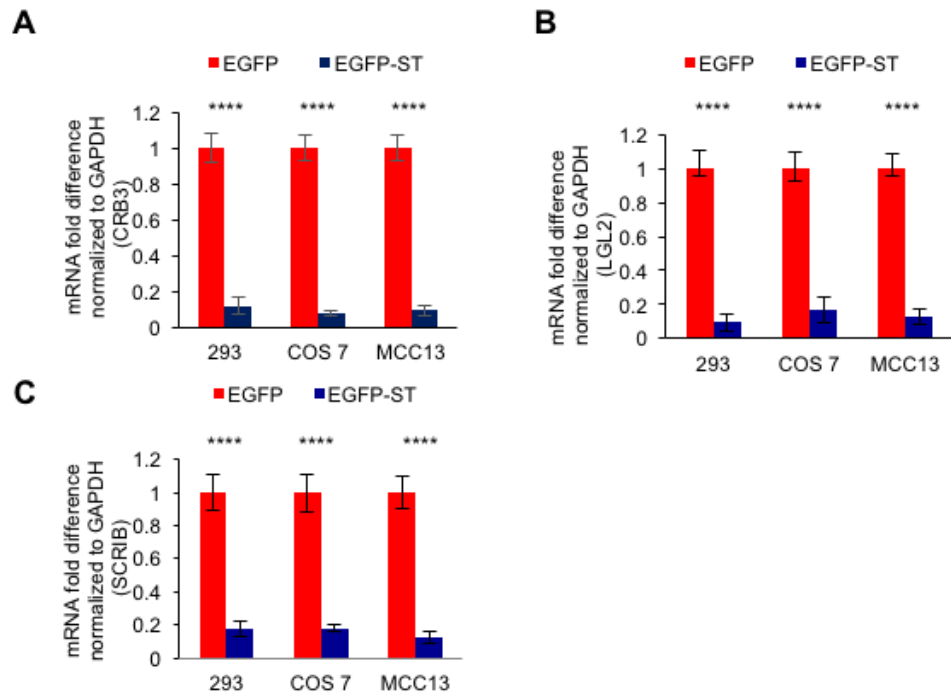 A
EGFP EGFP-ST
**** **** ****
mRNA fold difference
normalized to GAPDH
(CRB3)
1.2
1
0.8
0.6
0.4
0.2
0
293 COS 7 MCC13
B
EGFP EGFP-ST
**** **** ****
mRNA fold difference
normalized to GAPDH
(LGL2)
1.2
1
0.8
0.6
0.4
0.2
0
293 COS 7 MCC13
C
EGFP EGFP-ST
**** **** ****
mRNA fold difference
normalized to GAPDH
(SCRIB)
1.2
1
0.8
0.6
0.4
0.2
0
293 COS 7 MCC13